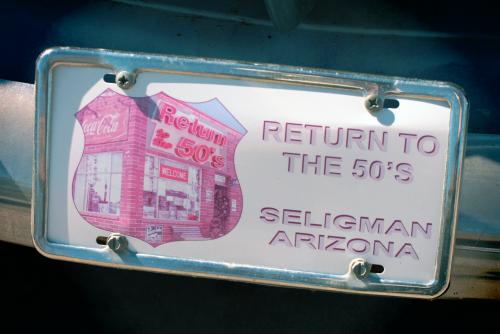 Coca-Cola
Return
to the
50's
WELCOME
RETURN TO
THE 50'S
SELIGMAN
ARIZONA